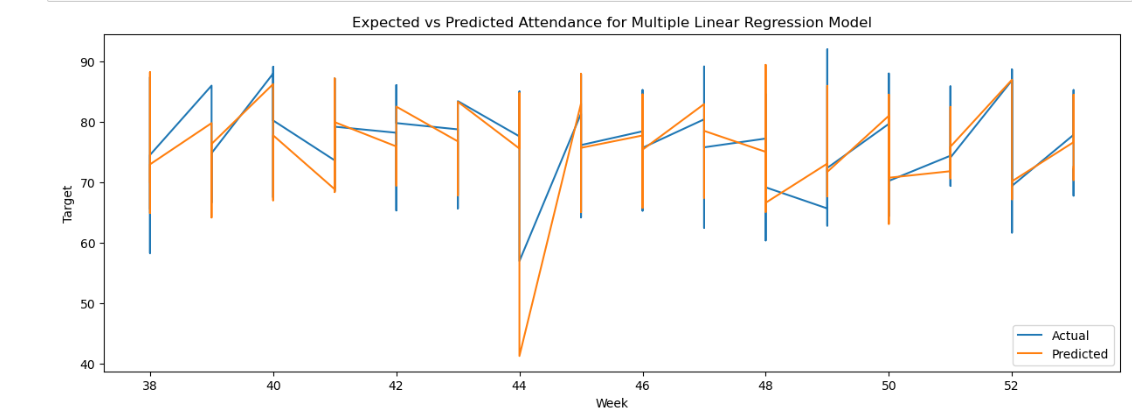 Expected vs Predicted Attendance for Multiple Linear Regression Model
90
80
70
60
50
40
Target
38 40 42 44 46 48 50 52
Week
Actual
Predicted